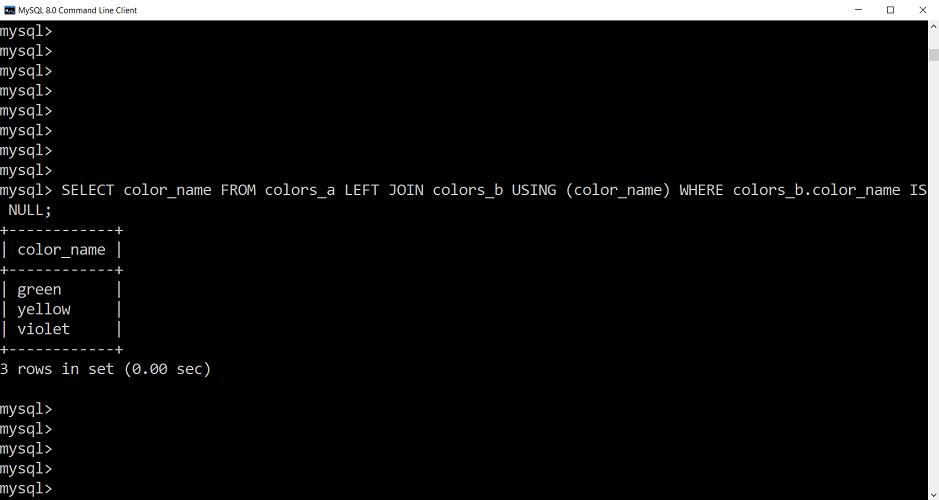 MySQL 8.0 Command Line Client
mysql>
mysql>
mysql>
mysql>
mysql>
mysql>
mysql>
mysql>
mysql> SELECT color_name FROM colors_a LEFT JOIN colors_b USING (color_name) WHERE colors_b.color_name IS
 NULL;
+------------+
| color_name |
+------------+
| green      |
| yellow     |
| violet     |
+------------+
3 rows in set (0.00 sec)

mysql>
mysql>
mysql>
mysql>
mysql>